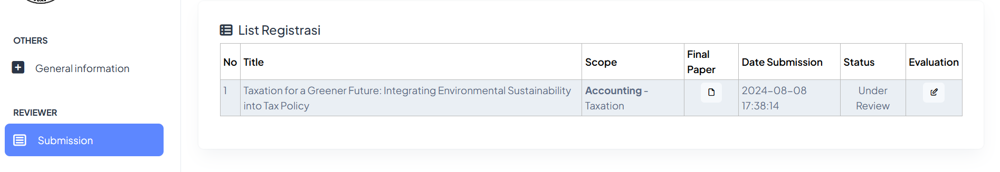 OTHERS
General information
REVIEWER
Submission
List Registrasi
No Title Scope Final Paper Date Submission Status Evaluation
1 Taxation for a Greener Future: Integrating Environmental Sustainability
into Tax Policy
Accounting -
Taxation
2024-08-08
17:38:14
Under
Review